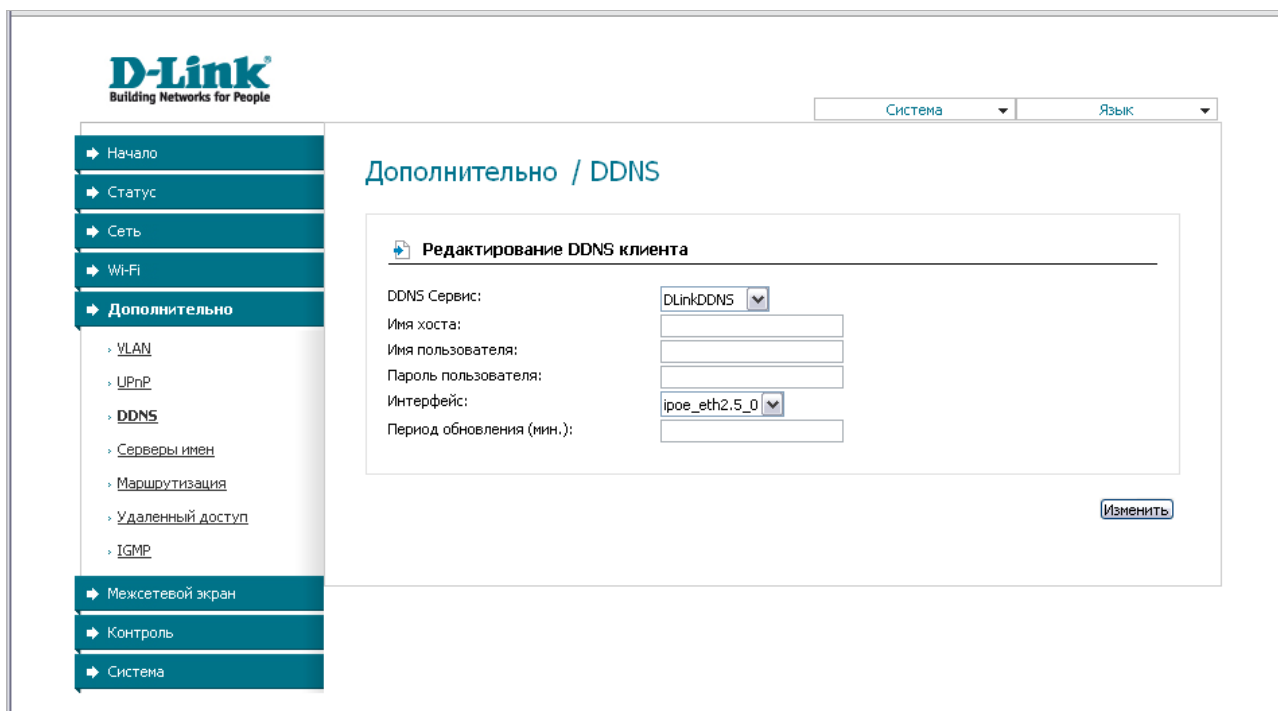 D-Link
Building Networks for People
Система
Язык
Начало
Статус
Сеть
Wi-Fi
Дополнительно
VLAN
UPnP
DDNS
Серверы имен
Маршрутизация
Удаленный доступ
IGMP
Межсетевой экран
Контроль
Система
Дополнительно / DDNS
Редактирование DDNS клиента
DDNS Сервис: DLinkDDNS
Имя хоста:
Имя пользователя:
Пароль пользователя:
Интерфейс: ipoe_eth2.5_0
Период обновления (мин.):
Изменить